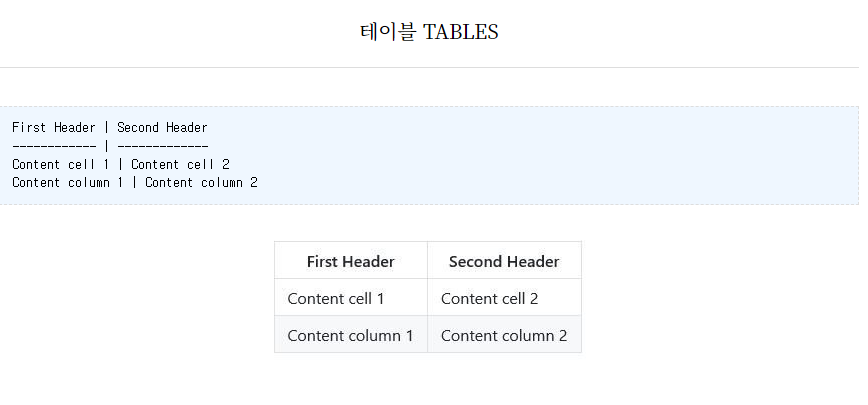 테이블 TABLES
First Header | Second Header
------------ | -------------
Content cell 1 | Content cell 2
Content column 1 | Content column 2
First Header Second Header
Content cell 1 Content cell 2
Content column 1 Content column 2